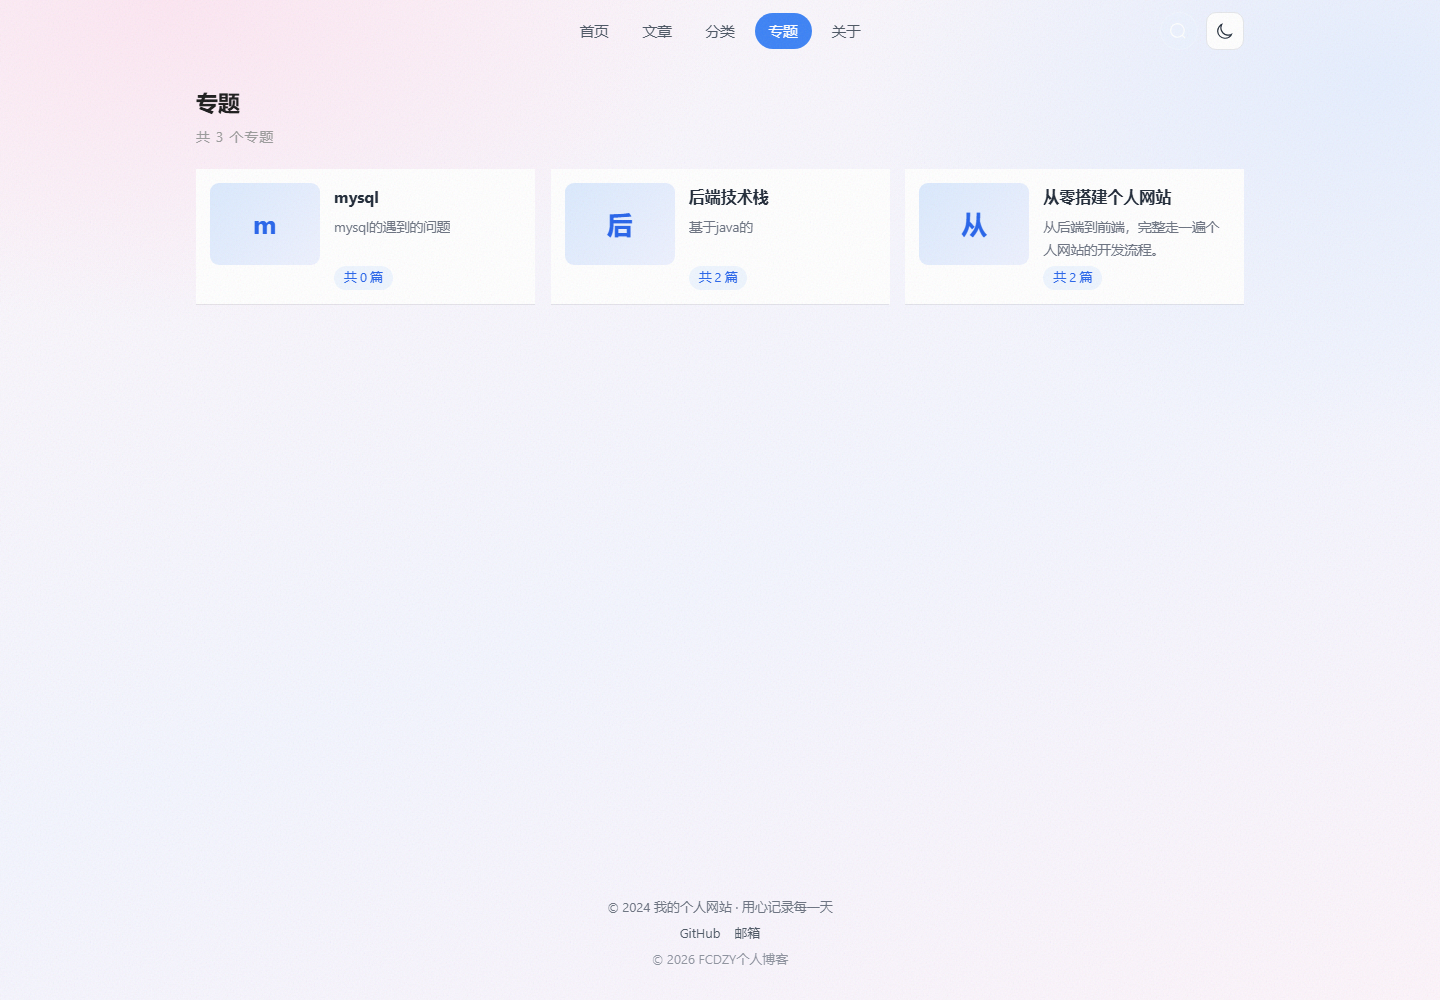 首页 文章 分类 专题 关于
专题
共 3 个专题
m
mysql
mysql的遇到的问题
共 0 篇
后
后端技术栈
基于java的
共 2 篇
从
从零搭建个人网站
从后端到前端，完整走一遍个
人网站的开发流程。
共 2 篇
© 2024 我的个人网站 · 用心记录每一天
GitHub 邮箱
© 2026 FCDZY个人博客